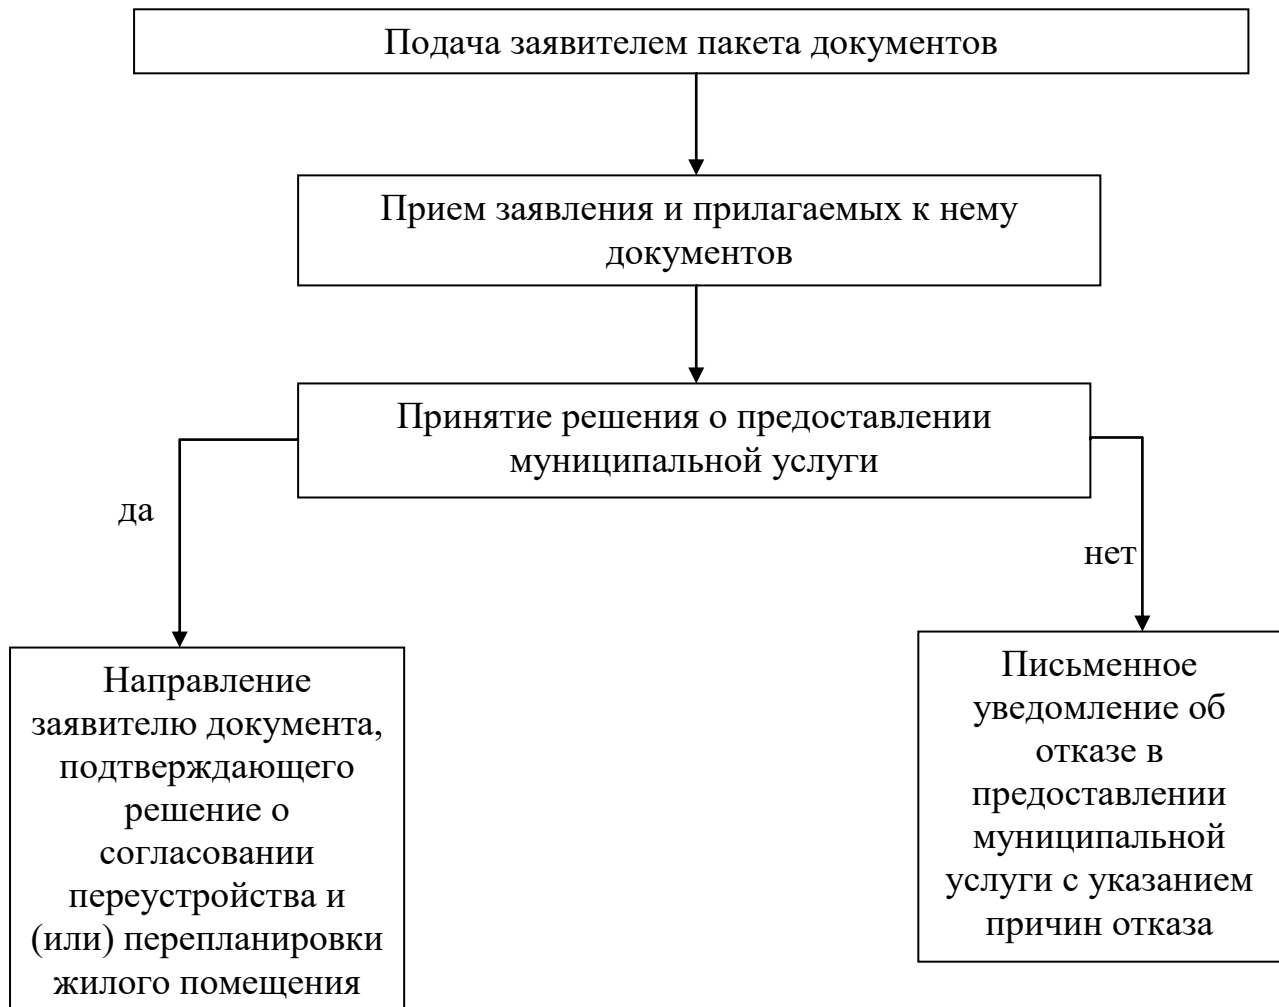 Подача заявителем пакета документов
Прием заявления и прилагаемых к нему
документов
Принятие решения о предоставлении
муниципальной услуги
да
нет
Направление
заявителю документа,
подтверждающего
решение о
согласовании
переустройства и
(или) перепланировки
жилого помещения
Письменное
уведомление об
отказе в
предоставлении
муниципальной
услуги с указанием
причин отказа